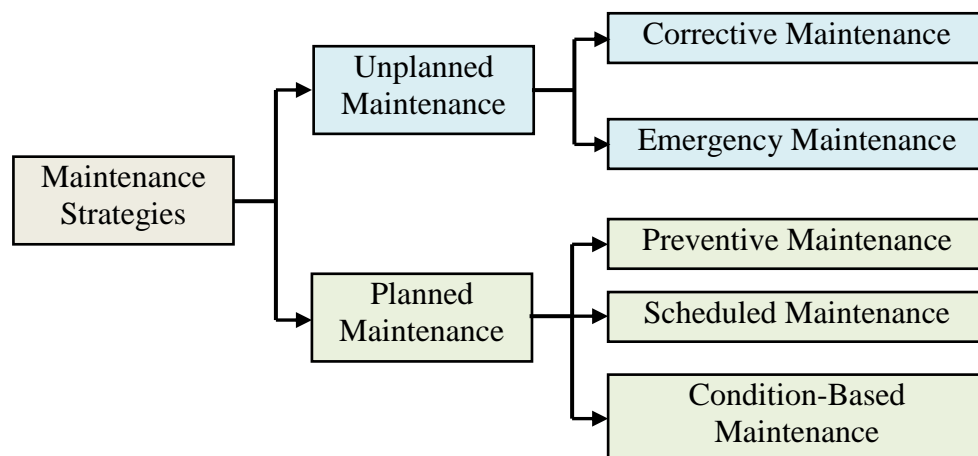 Maintenance
Strategies
Unplanned
Maintenance
Corrective Maintenance
Emergency Maintenance
Planned
Maintenance
Preventive Maintenance
Scheduled Maintenance
Condition-Based
Maintenance